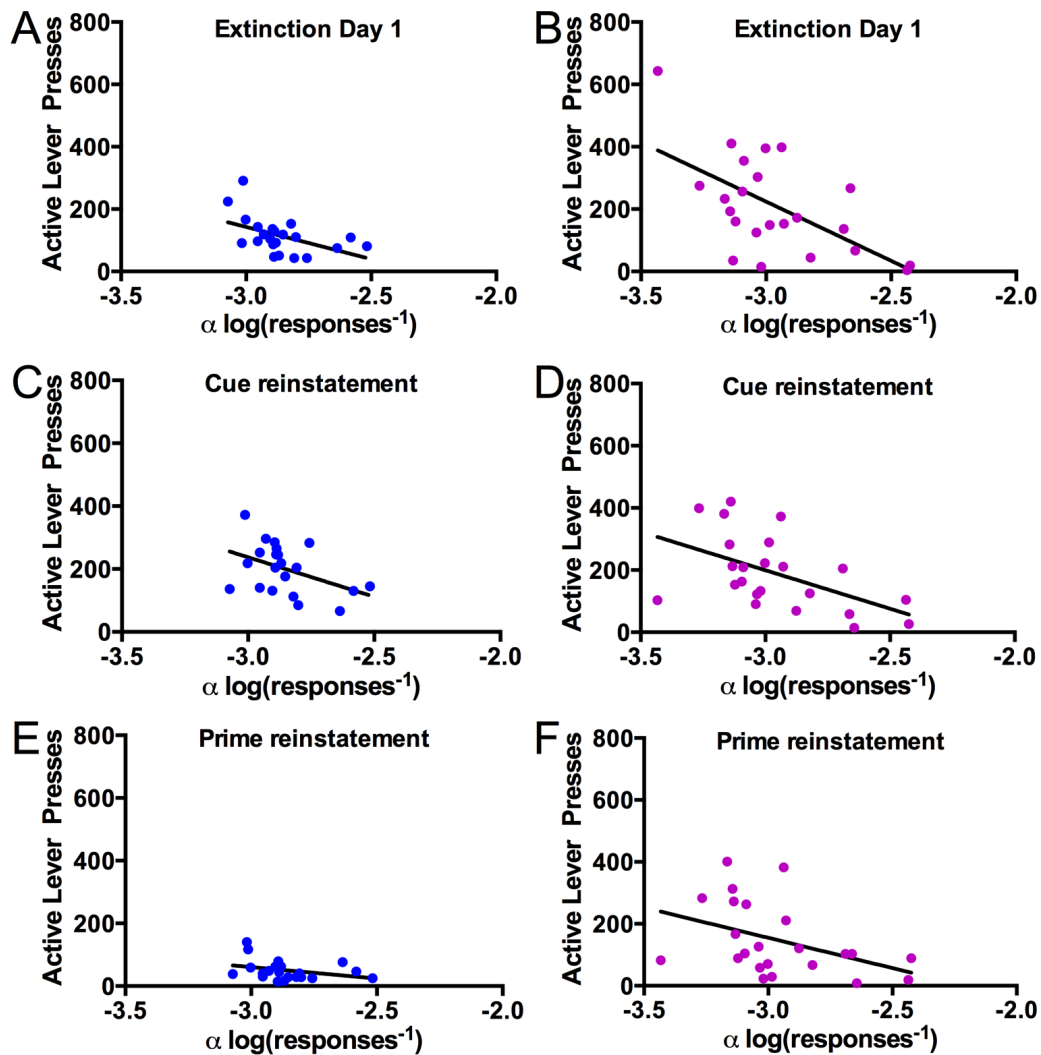 A
Extinction Day 1
Active Lever Presses
800
600
400
200
0
-3.5 -3.0 -2.5 -2.0
α log(responses⁻¹)
B
Extinction Day 1
Active Lever Presses
800
600
400
200
0
-3.5 -3.0 -2.5 -2.0
α log(responses⁻¹)
C
Cue reinstatement
Active Lever Presses
800
600
400
200
0
-3.5 -3.0 -2.5 -2.0
α log(responses⁻¹)
D
Cue reinstatement
Active Lever Presses
800
600
400
200
0
-3.5 -3.0 -2.5 -2.0
α log(responses⁻¹)
E
Prime reinstatement
Active Lever Presses
800
600
400
200
0
-3.5 -3.0 -2.5 -2.0
α log(responses⁻¹)
F
Prime reinstatement
Active Lever Presses
800
600
400
200
0
-3.5 -3.0 -2.5 -2.0
α log(responses⁻¹)